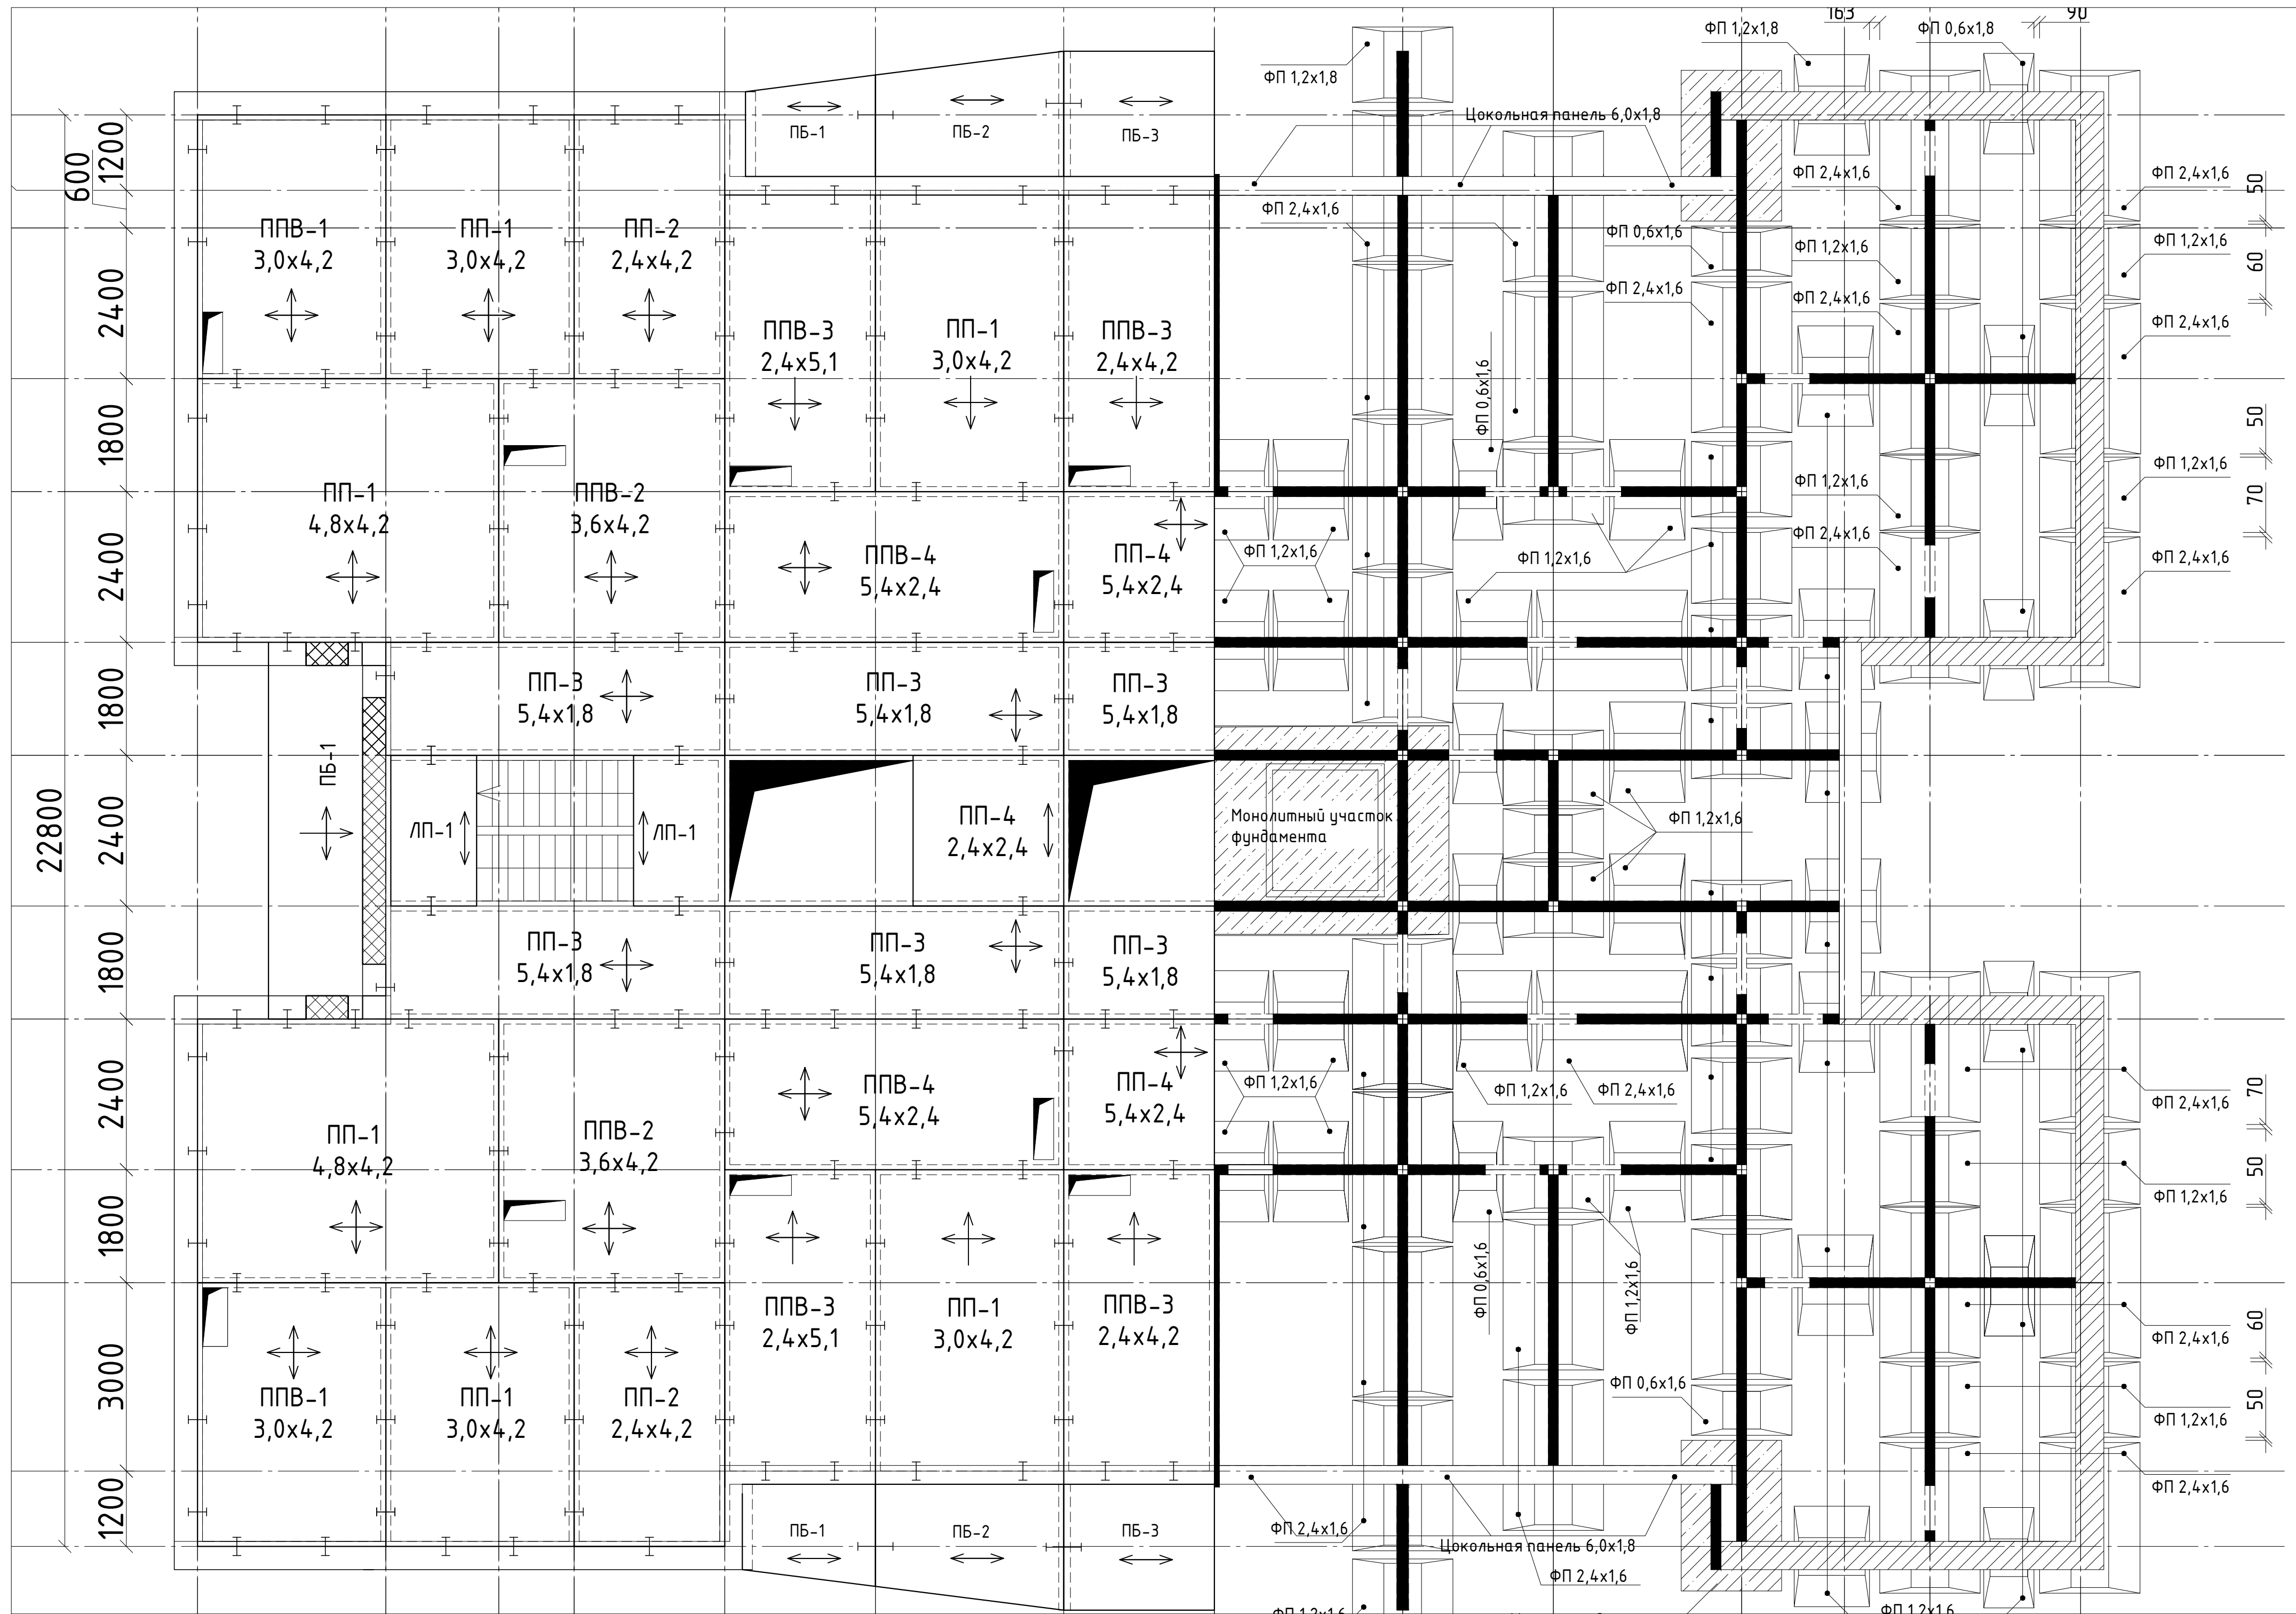 163
90
ФП 1,2х1,8
ФП 0,6х1,8
ФП 1,2х1,8
Цокольная панель 6,0х1,8
ПБ-1
ПБ-2
ПБ-3
1200
600
ФП 2,4х1,6
ФП 2,4х1,6
50
ФП 2,4х1,6
ППВ-1
3,0х4,2
ПП-1
3,0х4,2
ПП-2
2,4х4,2
ФП 0,6х1,6
ФП 1,2х1,6
ФП 1,2х1,6
60
2400
ФП 2,4х1,6
ФП 2,4х1,6
ФП 2,4х1,6
ППВ-3
2,4х5,1
ПП-1
3,0х4,2
ППВ-3
2,4х4,2
ФП 0,6х1,6
50
1800
ФП 1,2х1,6
ФП 1,2х1,6
70
ПП-1
4,8х4,2
ППВ-2
3,6х4,2
ФП 2,4х1,6
ФП 2,4х1,6
2400
ППВ-4
5,4х2,4
ПП-4
5,4х2,4
ФП 1,2х1,6
ФП 1,2х1,6
1800
ПП-3
5,4х1,8
ПП-3
5,4х1,8
ПП-3
5,4х1,8
ПБ-1
22800
2400
ЛП-1
ЛП-1
ПП-4
2,4х2,4
Монолитный участок
фундамента
ФП 1,2х1,6
1800
ПП-3
5,4х1,8
ПП-3
5,4х1,8
ПП-3
5,4х1,8
2400
ППВ-4
5,4х2,4
ПП-4
5,4х2,4
ФП 1,2х1,6
ФП 1,2х1,6
ФП 2,4х1,6
ФП 2,4х1,6
70
ПП-1
4,8х4,2
ППВ-2
3,6х4,2
ФП 1,2х1,6
50
1800
ФП 0,6х1,6
ФП 1,2х1,6
ППВ-3
2,4х5,1
ПП-1
3,0х4,2
ППВ-3
2,4х4,2
ФП 2,4х1,6
60
3000
ППВ-1
3,0х4,2
ПП-1
3,0х4,2
ПП-2
2,4х4,2
ФП 0,6х1,6
ФП 1,2х1,6
50
ФП 2,4х1,6
1200
ПБ-1
ПБ-2
ПБ-3
ФП 2,4х1,6
Цокольная панель 6,0х1,8
ФП 2,4х1,6
ФП 1,2х1,6
ФП 1,2х1,6